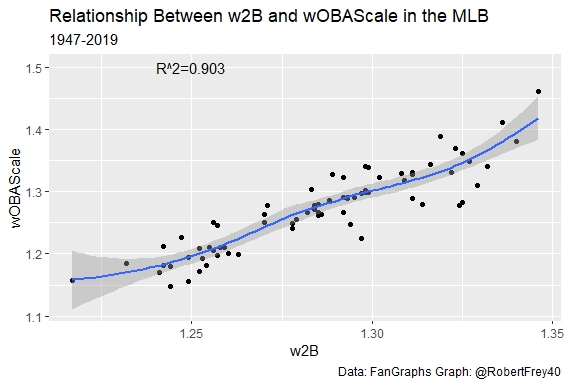 Relationship Between w2B and wOBAScale in the MLB
1947-2019
R^2=0.903
1.5
1.4
1.3
1.2
1.1
wOBAScale
1.25
1.30
1.35
w2B
Data: FanGraphs Graph: @RobertFrey40